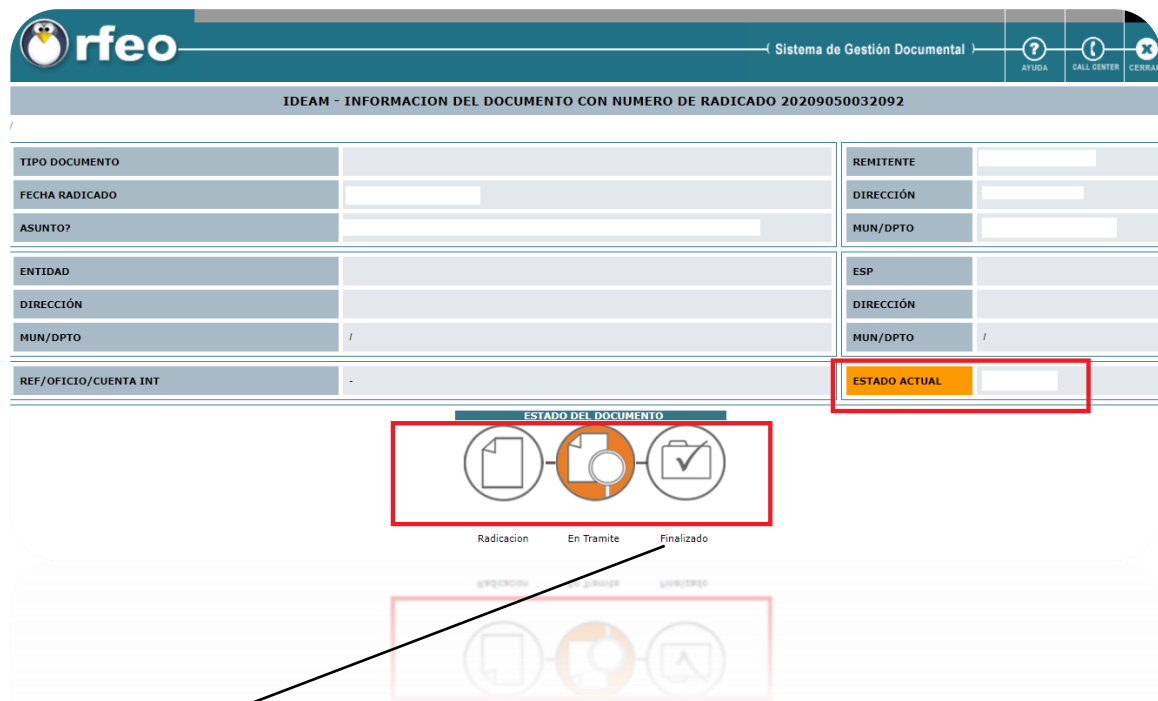 Orfeo
Sistema de Gestión Documental
AYUDA
CALL CENTER
CERRAR
IDEAM - INFORMACION DEL DOCUMENTO CON NUMERO DE RADICADO 20209050032092
/
TIPO DOCUMENTO
REMITENTE
FECHA RADICADO
DIRECCIÓN
ASUNTO?
MUN/DPTO
ENTIDAD
ESP
DIRECCIÓN
DIRECCIÓN
MUN/DPTO /
MUN/DPTO /
REF/OFICIO/CUENTA INT -
ESTADO ACTUAL
ESTADO DEL DOCUMENTO
Radicacion En Tramite Finalizado